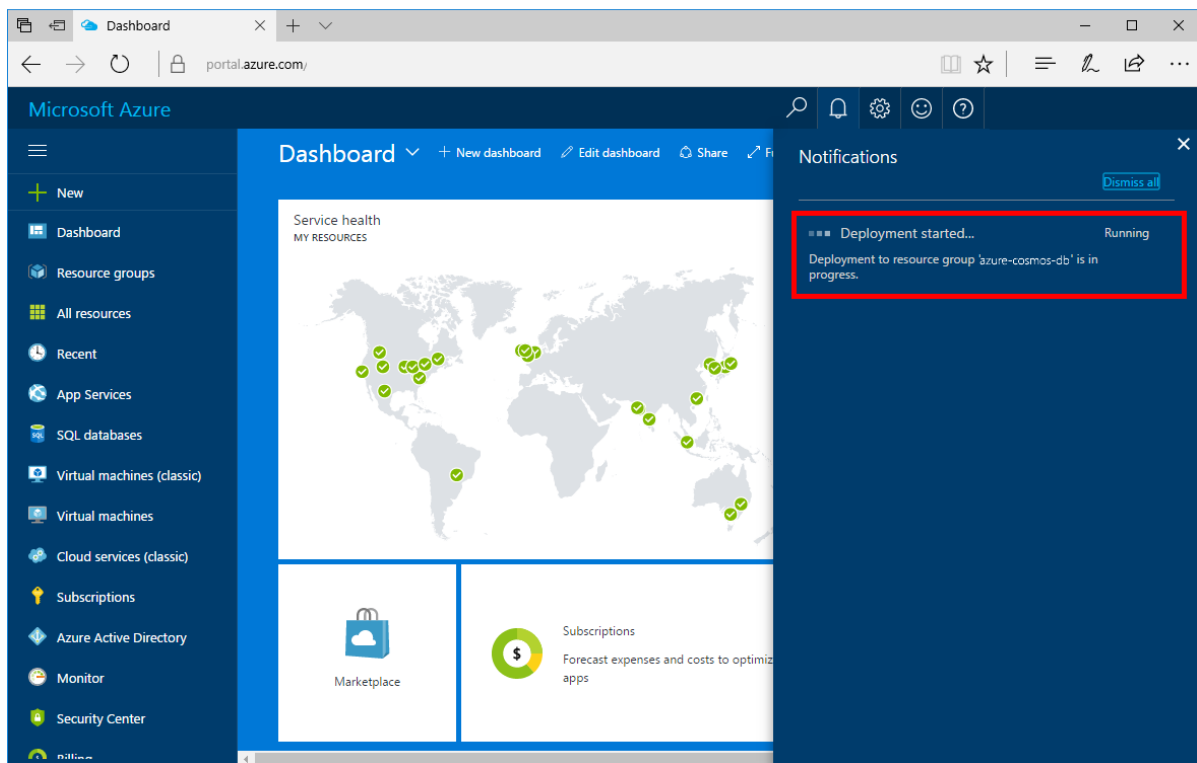 Dashboard
portal.azure.com/
Microsoft Azure
New
Dashboard
Resource groups
All resources
Recent
App Services
SQL databases
Virtual machines (classic)
Virtual machines
Cloud services (classic)
Subscriptions
Azure Active Directory
Monitor
Security Center
Billing
Dashboard
+ New dashboard
Edit dashboard
Share
Service health
MY RESOURCES
Marketplace
$
Subscriptions
Forecast expenses and costs to optimiz
apps
Notifications
Dismiss all
Deployment started... Running
Deployment to resource group 'azure-cosmos-db' is in
progress.